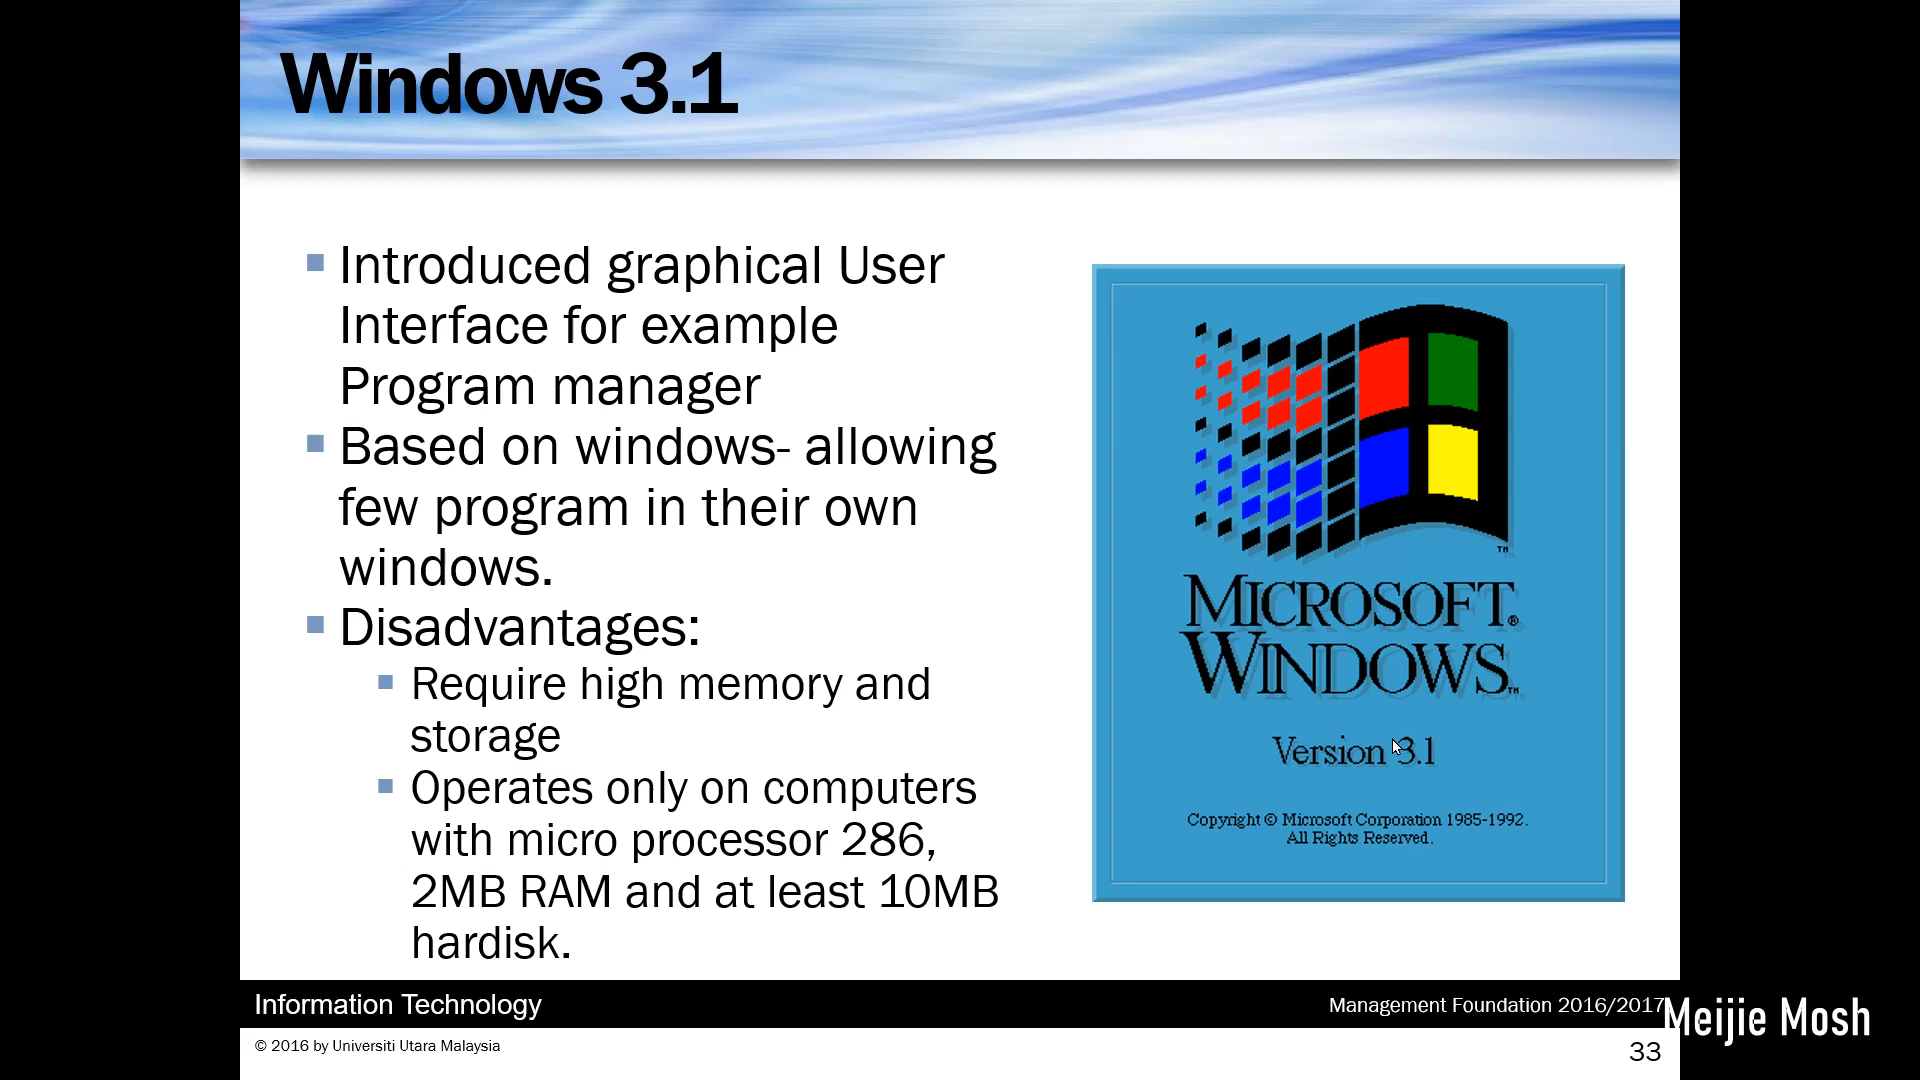 Windows 3.1
Introduced graphical User
Interface for example
Program manager
Based on windows- allowing
few program in their own
windows.
Disadvantages:
Require high memory and
storage
Operates only on computers
with micro processor 286,
2MB RAM and at least 10MB
hardisk.
TM
MICROSOFT®
WINDOWS™
Version 3.1
Copyright © Microsoft Corporation 1985-1992.
All Rights Reserved.
Information Technology
Management Foundation 2016/2017
Meijie Mosh
© 2016 by Universiti Utara Malaysia
33